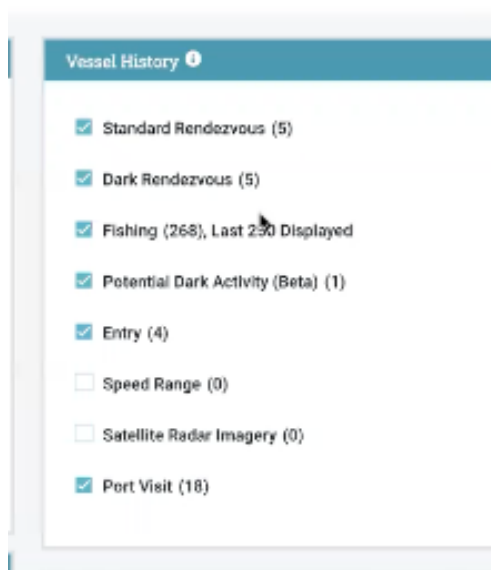 Vessel History
Standard Rendezvous (5)
Dark Rendezvous (5)
Fishing (268), Last 250 Displayed
Potential Dark Activity (Beta) (1)
Entry (4)
Speed Range (0)
Satellite Radar Imagery (0)
Port Visit (18)